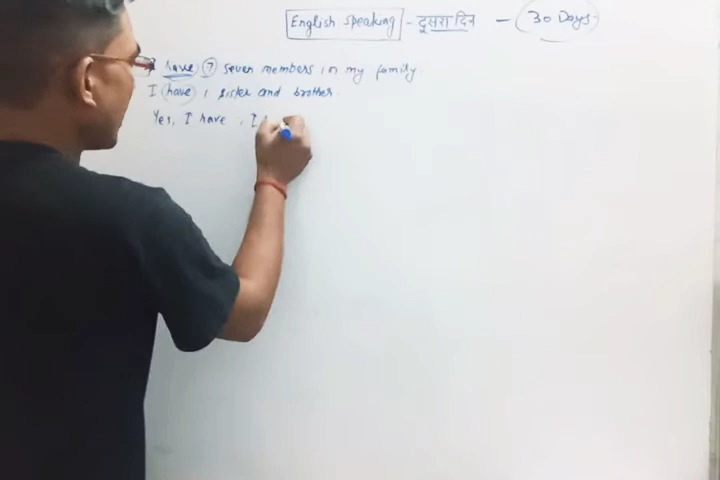 English Speaking - दूसरा दिन - 30 Days
I have 7 seven members in my family
I have 1 sister and brother.
Yes, I have, I